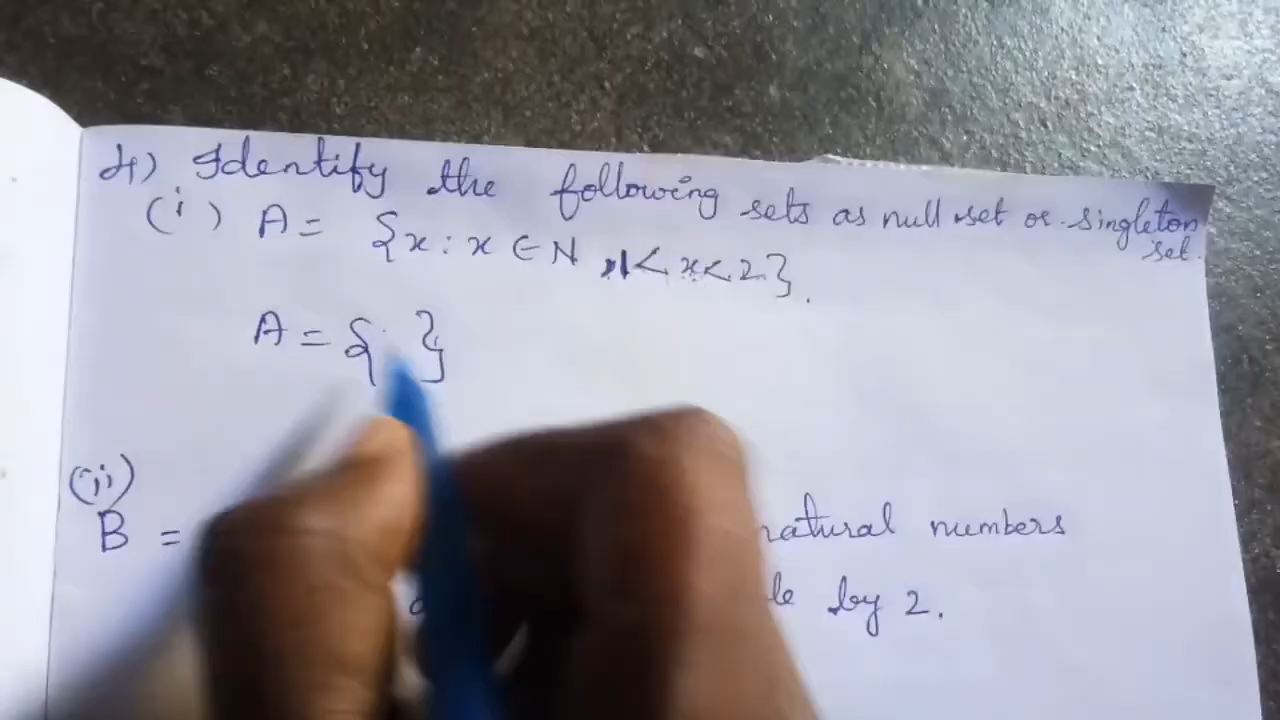 4) Identify the following sets as null set or singleton set.
(i) A = {x : x ∈ N, 1 < x < 2}.
A = { }
(ii)
B = natural numbers
by 2.